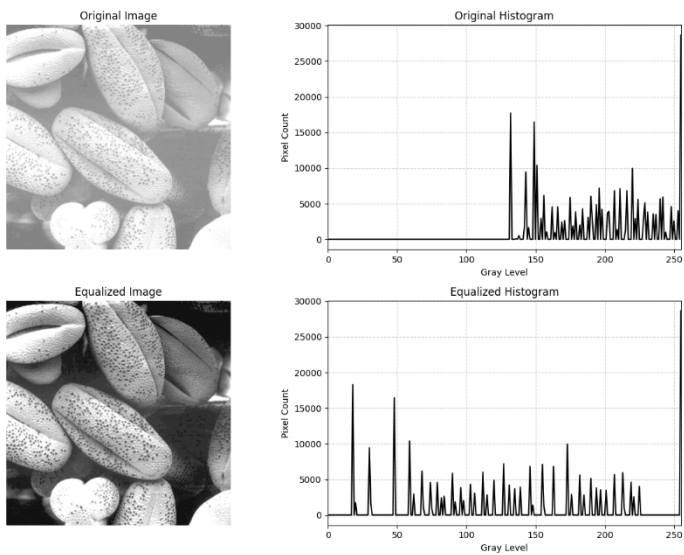 Original Image
Original Histogram
30000
25000
20000
15000
10000
5000
0
Pixel Count
0 50 100 150 200 250
Gray Level
Equalized Image
Equalized Histogram
30000
25000
20000
15000
10000
5000
0
Pixel Count
0 50 100 150 200 250
Gray Level